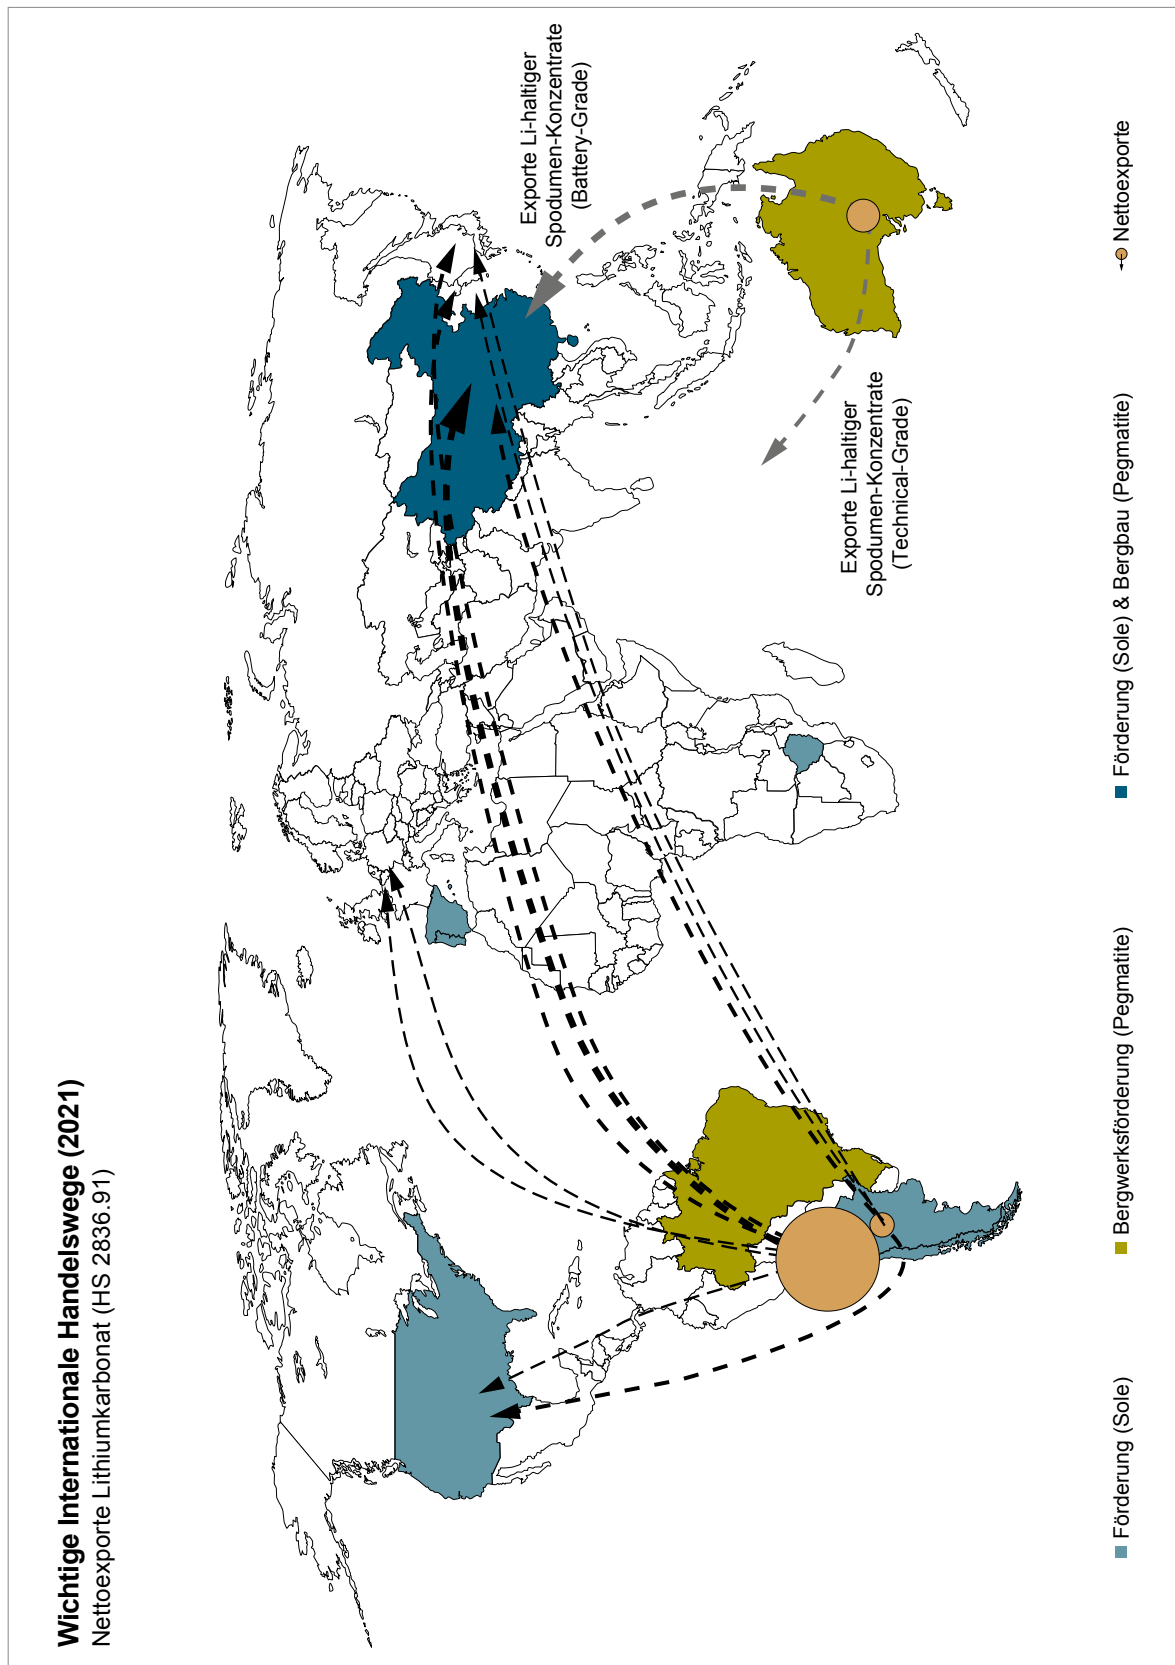 Wichtige Internationale Handelswege (2021)
Nettoexporte Lithiumkarbonat (HS 2836.91)
Exporte Li-haltiger
Spodumen-Konzentrate
(Battery-Grade)
Exporte Li-haltiger
Spodumen-Konzentrate
(Technical-Grade)
Förderung (Sole)
Bergwerksförderung (Pegmatite)
Förderung (Sole) & Bergbau (Pegmatite)
Nettoexporte